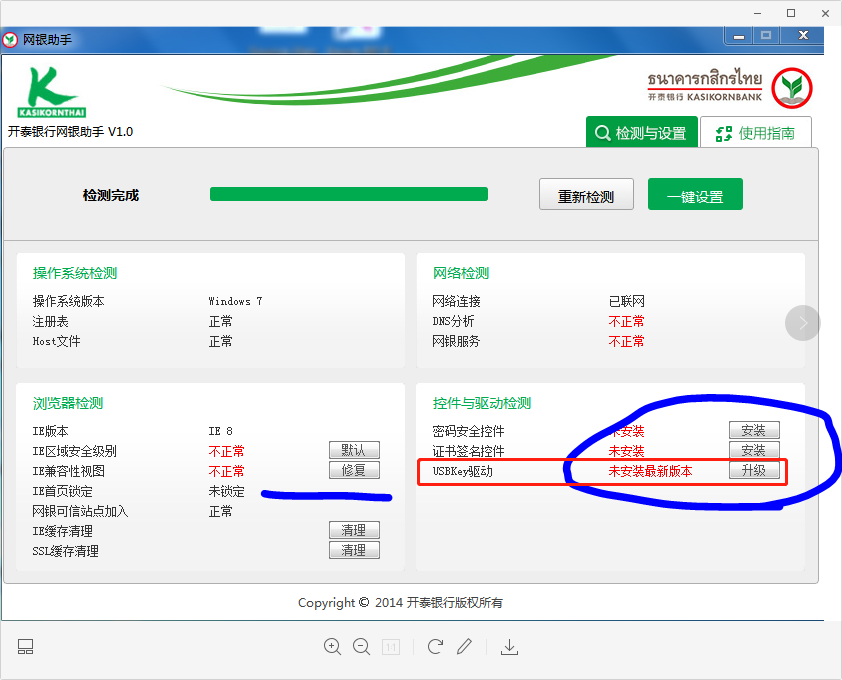 网银助手
KASIKORNTHAI
开泰银行网银助手 V1.0
ธนาคารกสิกรไทย
开泰银行 KASIKORNBANK
检测与设置 使用指南
检测完成 重新检测 一键设置
操作系统检测
操作系统版本 Windows 7
注册表 正常
Host文件 正常
网络检测
网络连接 已联网
DNS分析 不正常
网银服务 不正常
浏览器检测
IE版本 IE 8
IE区域安全级别 不正常 默认
IE兼容性视图 不正常 修复
IE首页锁定 未锁定
网银可信站点加入 正常
IE缓存清理 清理
SSL缓存清理 清理
控件与驱动检测
密码安全控件 未安装 安装
证书签名控件 未安装 安装
USBKey驱动 未安装最新版本 升级
Copyright © 2014 开泰银行版权所有
1:1